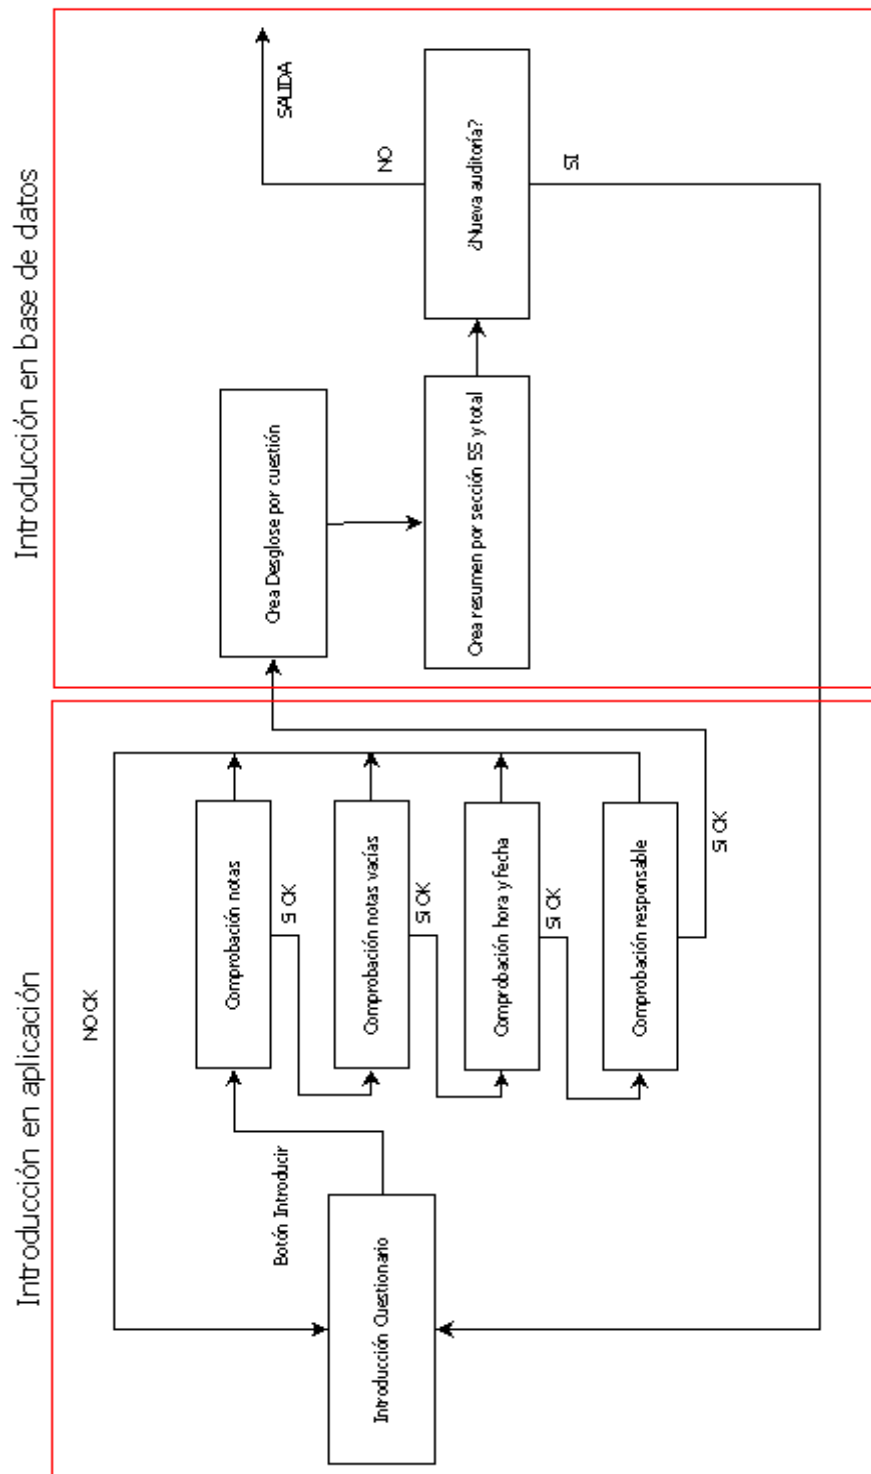 Introducción en aplicación
Introducción en base de datos
NO OK
Introducción Cuestionario
Botón Introducir
Comprobación notas
SI OK
Comprobación notas vacías
SI OK
Comprobación hora y fecha
SI OK
Comprobación responsable
SI OK
Crea Desglose por cuestión
Crea resumen por sección 5S y total
¿Nueva auditoría?
NO
SALIDA
SI